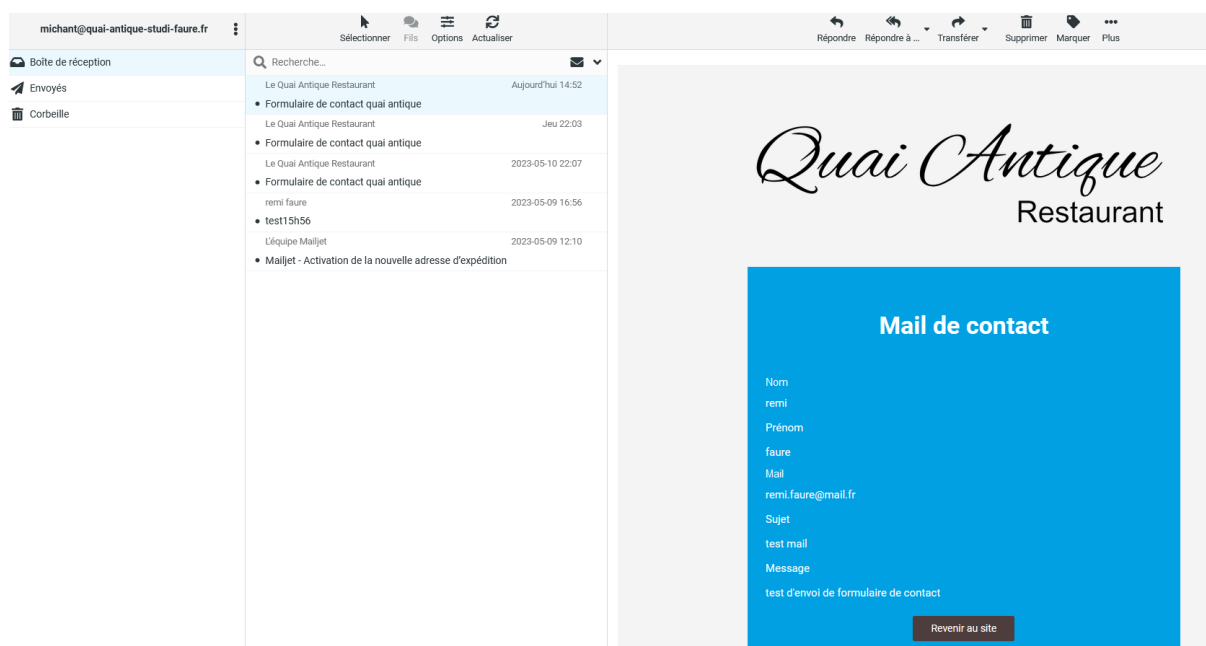 michant@quai-antique-studi-faure.fr
Sélectionner Fils Options Actualiser
Répondre Répondre à ... Transférer Supprimer Marquer Plus
Boîte de réception
Envoyés
Corbeille
Recherche...
Le Quai Antique Restaurant Aujourd'hui 14:52
• Formulaire de contact quai antique
Le Quai Antique Restaurant Jeu 22:03
• Formulaire de contact quai antique
Le Quai Antique Restaurant 2023-05-10 22:07
• Formulaire de contact quai antique
remi faure 2023-05-09 16:56
• test15h56
L'équipe Mailjet 2023-05-09 12:10
• Mailjet - Activation de la nouvelle adresse d'expédition
Quai Antique
Restaurant
Mail de contact
Nom
remi
Prénom
faure
Mail
remi.faure@mail.fr
Sujet
test mail
Message
test d'envoi de formulaire de contact
Revenir au site